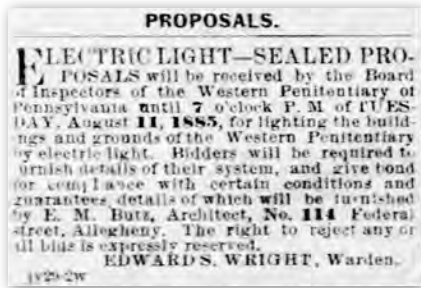 PROPOSALS.
ELECTRIC LIGHT—SEALED PRO-
POSALS will be received by the Board
of Inspectors of the Western Penitentiary of
Pennsylvania until 7 o'clock P. M of TUES-
DAY, August 11, 1885, for lighting the build-
ngs and grounds of the Western Penitentiary
by electric light. Bidders will be required to
urnish details of their system, and give bond
for compliance with certain conditions and
guarantees, details of which will be furnished
by E. M. Butz, Architect, No. 114 Federal
street, Allegheny. The right to reject any or
all bids is expressly reserved.
EDWARD S. WRIGHT, Warden.
jy29-2w